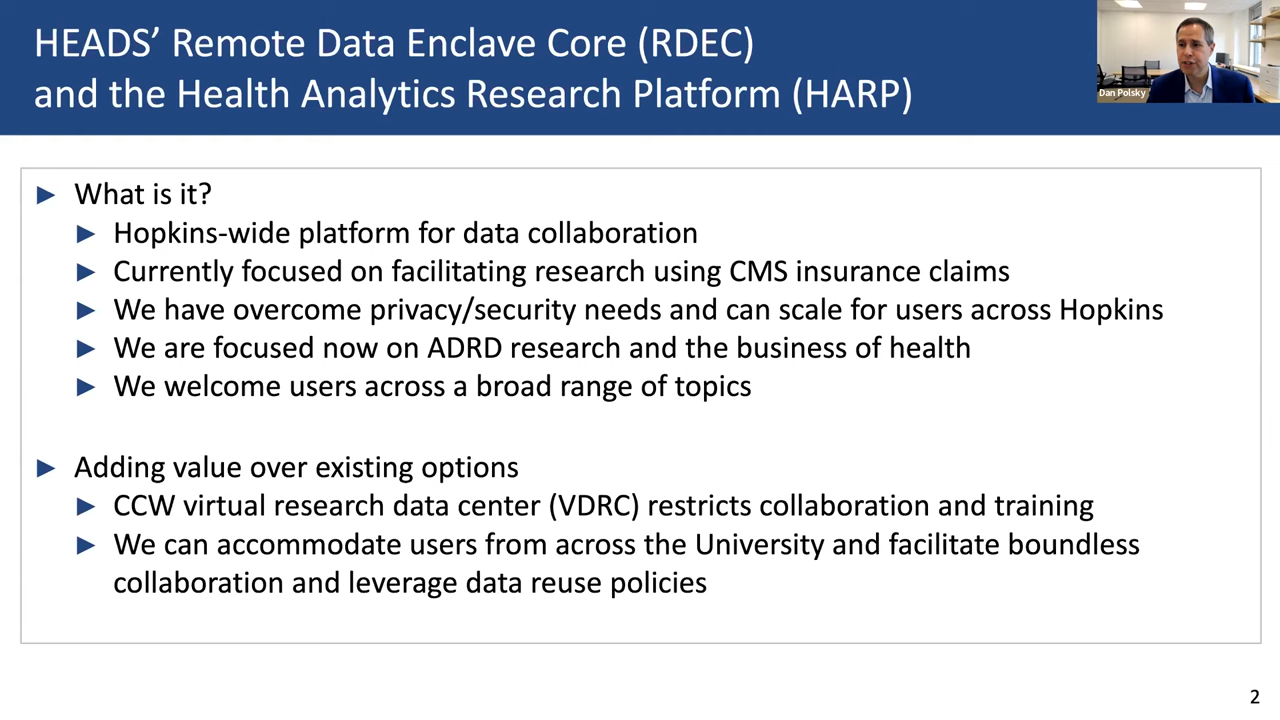 HEADS’ Remote Data Enclave Core (RDEC)
and the Health Analytics Research Platform (HARP)
Dan Polsky
► What is it?
► Hopkins-wide platform for data collaboration
► Currently focused on facilitating research using CMS insurance claims
► We have overcome privacy/security needs and can scale for users across Hopkins
► We are focused now on ADRD research and the business of health
► We welcome users across a broad range of topics
► Adding value over existing options
► CCW virtual research data center (VDRC) restricts collaboration and training
► We can accommodate users from across the University and facilitate boundless
collaboration and leverage data reuse policies
2